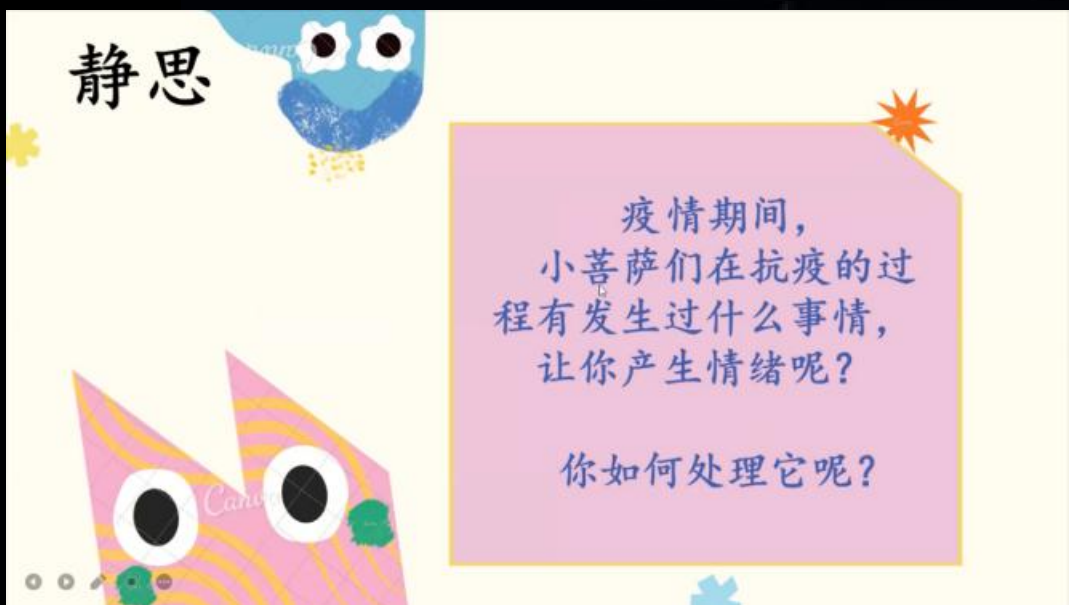 静思
疫情期间，
小菩萨们在抗疫的过
程有发生过什么事情，
让你产生情绪呢？
你如何处理它呢？